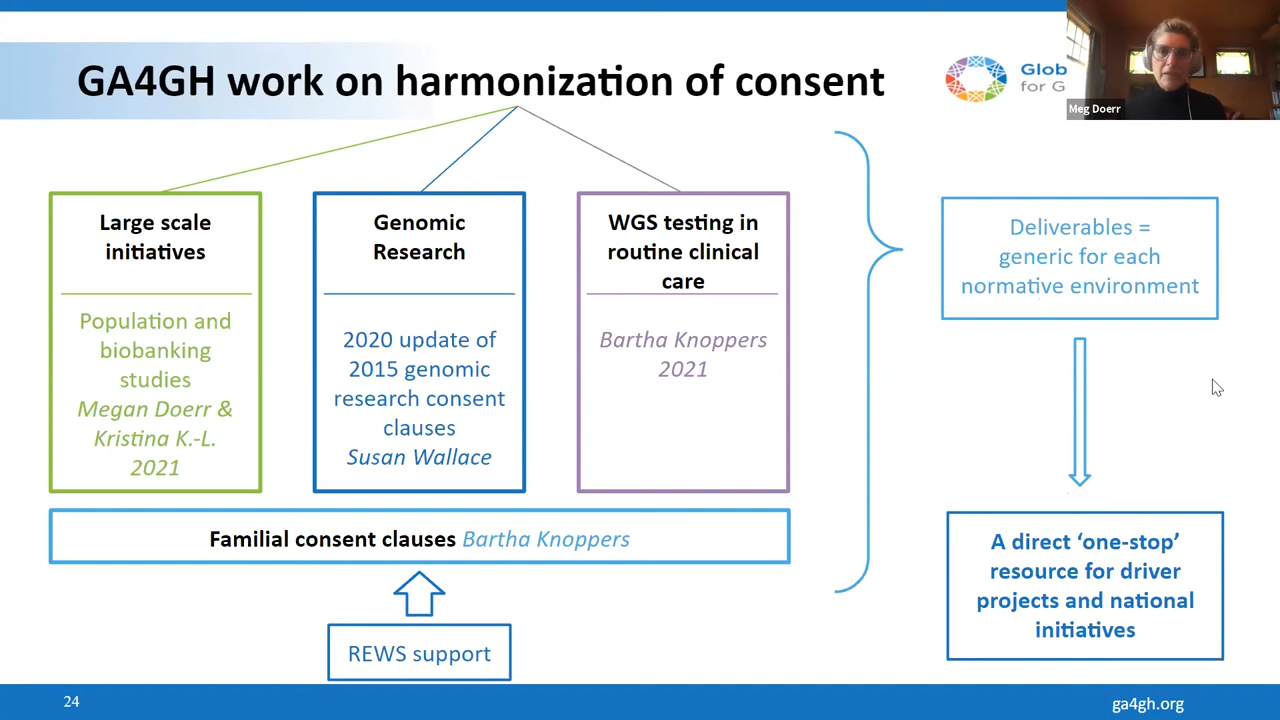 GA4GH work on harmonization of consent
Glob
for G
Meg Doerr
Large scale
initiatives
Population and
biobanking
studies
Megan Doerr &
Kristina K.-L.
2021
Genomic
Research
2020 update of
2015 genomic
research consent
clauses
Susan Wallace
WGS testing in
routine clinical
care
Bartha Knoppers
2021
Familial consent clauses Bartha Knoppers
REWS support
Deliverables =
generic for each
normative environment
A direct ‘one-stop’
resource for driver
projects and national
initiatives
24
ga4gh.org